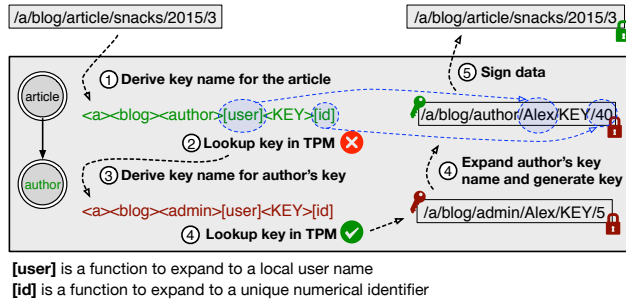 /a/blog/article/snacks/2015/3
/a/blog/article/snacks/2015/3
① Derive key name for the article
⑤ Sign data
article
<a><blog><author>[user]<KEY>[id]
/a/blog/author/Alex/KEY/40
② Lookup key in TPM
③ Derive key name for author's key
④ Expand author's key
name and generate key
author
<a><blog><admin>[user]<KEY>[id]
/a/blog/admin/Alex/KEY/5
④ Lookup key in TPM
[user] is a function to expand to a local user name
[id] is a function to expand to a unique numerical identifier